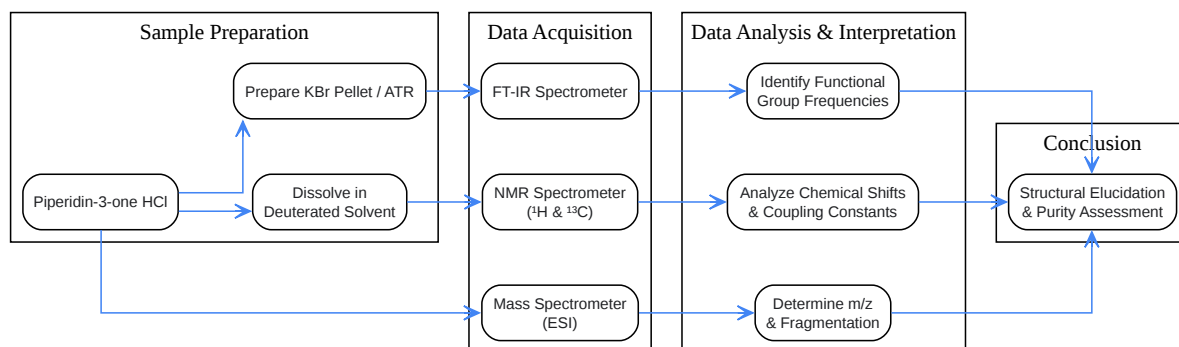 Sample Preparation
Data Acquisition
Data Analysis & Interpretation
Prepare KBr Pellet / ATR
FT-IR Spectrometer
Identify Functional
Group Frequencies
Conclusion
Piperidin-3-one HCl
Dissolve in
Deuterated Solvent
NMR Spectrometer
(¹H & ¹³C)
Analyze Chemical Shifts
& Coupling Constants
Structural Elucidation
& Purity Assessment
Mass Spectrometer
(ESI)
Determine m/z
& Fragmentation